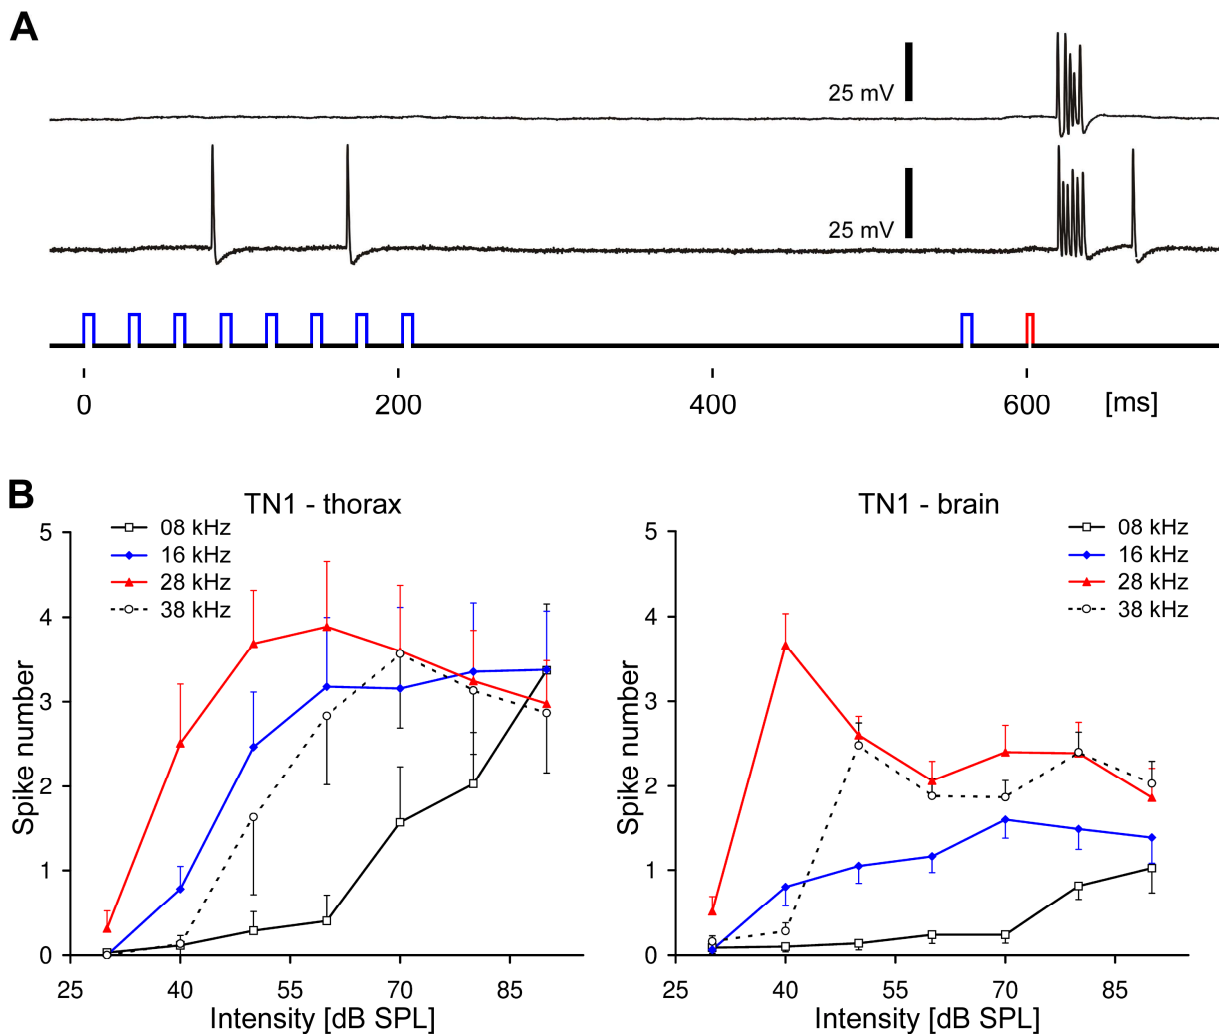 A
25 mV
25 mV
0 200 400 600 [ms]
B
TN1 - thorax
08 kHz
16 kHz
28 kHz
38 kHz
5
4
3
2
1
0
Spike number
25 40 55 70 85
Intensity [dB SPL]
TN1 - brain
08 kHz
16 kHz
28 kHz
38 kHz
5
4
3
2
1
0
Spike number
25 40 55 70 85
Intensity [dB SPL]